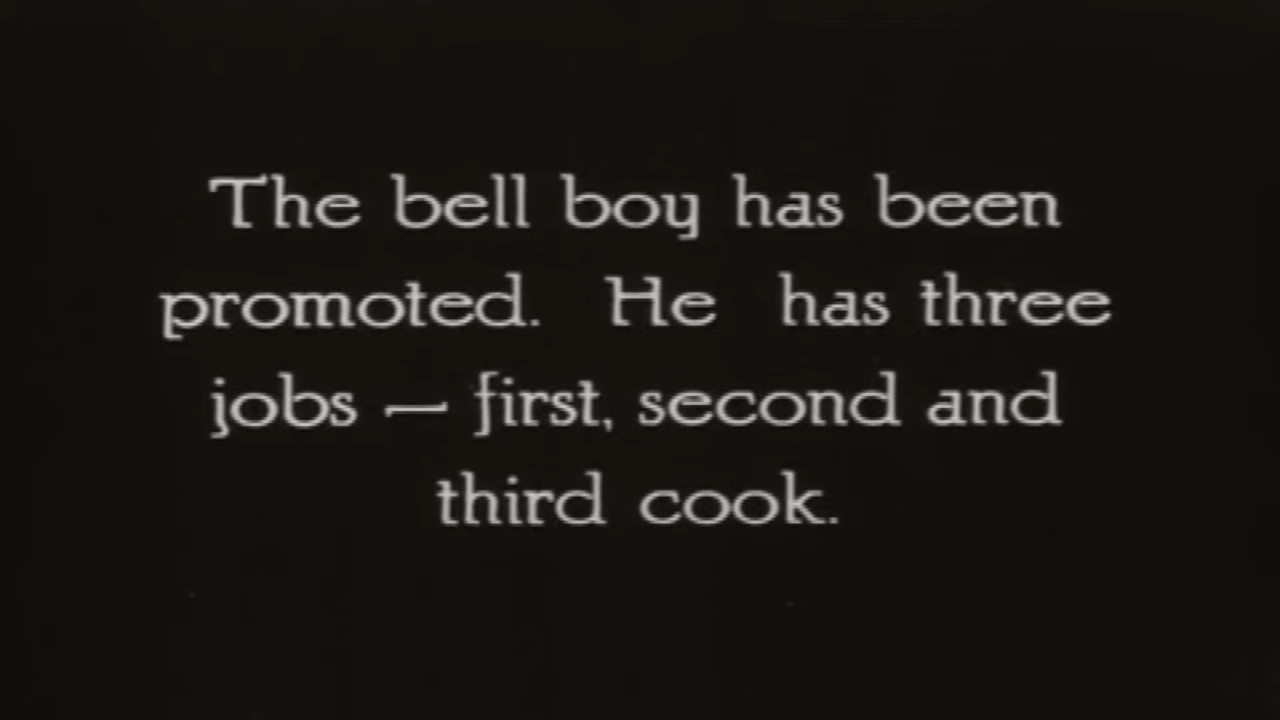 The bell boy has been
promoted. He has three
jobs — first, second and
third cook.